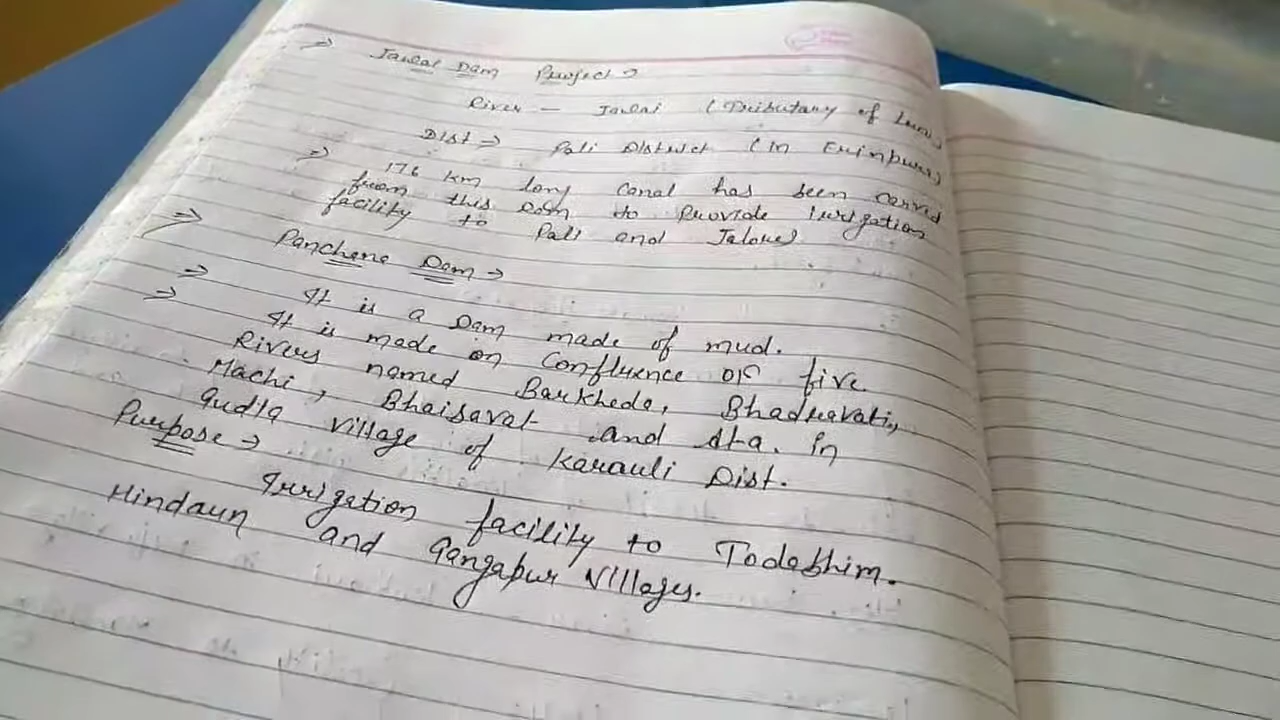 ⇒ Jawai Dam Project →
River — Jawai (Tributary of Luni)
Dist ⇒ Pali District (in Erinpura)
⇒ 176 km long Canal has been carried
from this Dam to Provide irrigation
facility to Pali and Jalore)
⇒ Panchana Dam →
⇒ It is a Dam made of mud.
⇒ It is made on Confluence of five
Rivers named Barkheda, Bhadravati,
Machi, Bhaisavat and Ata. in
Gudla village of Karauli Dist.
Purpose →
Irrigation facility to Todabhim.
Hindaun and Gangapur Villages.